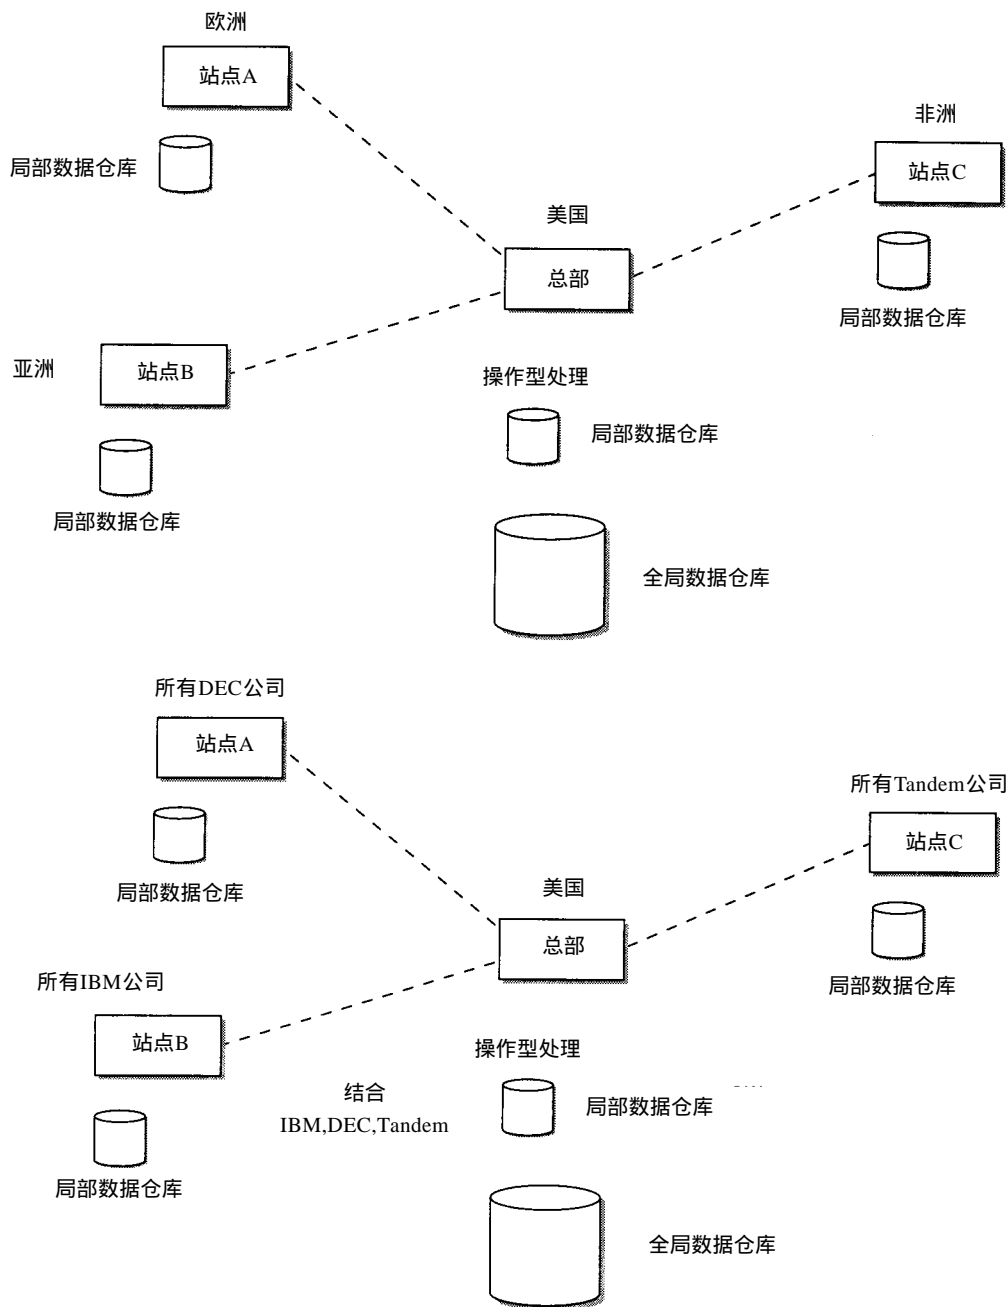 欧洲
站点A
局部数据仓库
非洲
站点C
局部数据仓库
美国
总部
亚洲
站点B
局部数据仓库
操作型处理
局部数据仓库
全局数据仓库
所有DEC公司
站点A
局部数据仓库
所有Tandem公司
站点C
局部数据仓库
美国
总部
所有IBM公司
站点B
局部数据仓库
结合
IBM,DEC,Tandem
操作型处理
局部数据仓库
全局数据仓库